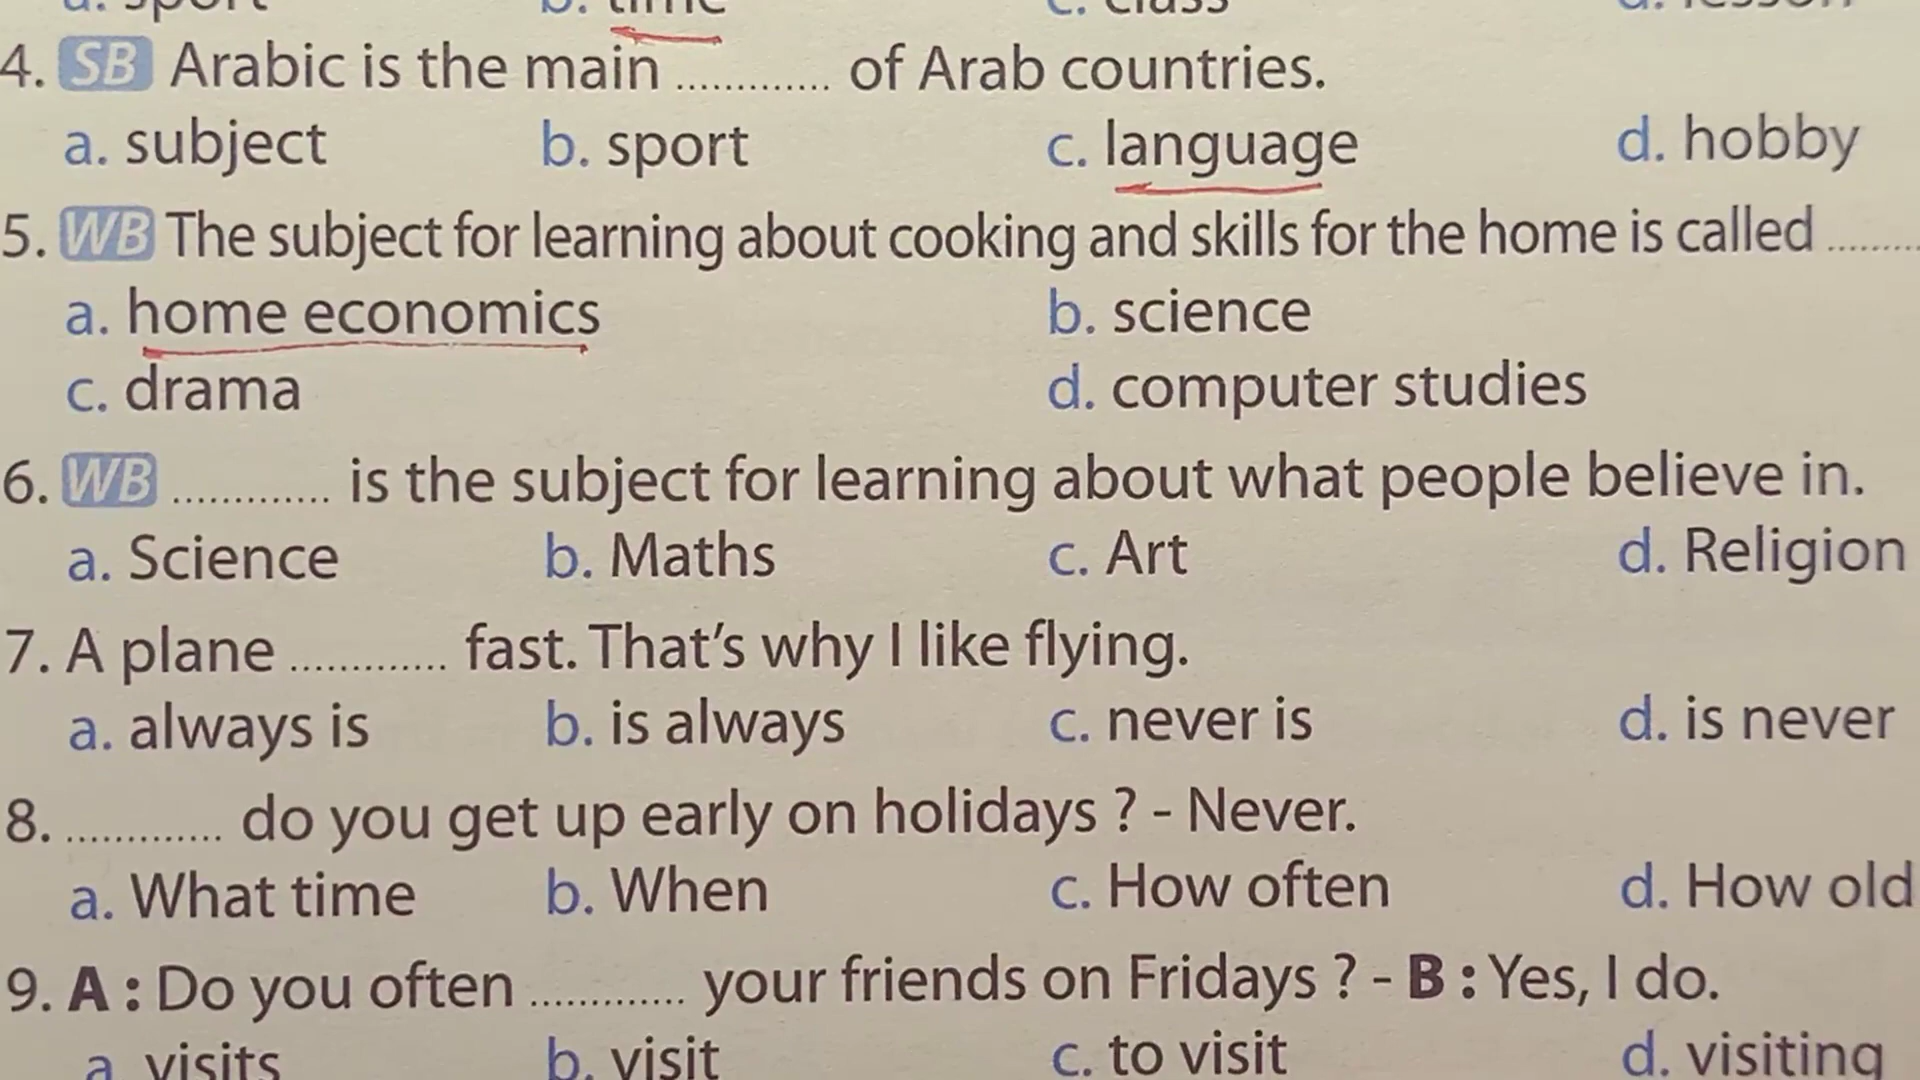 a. sport b. time c. class d. lesson
4. SB Arabic is the main ............. of Arab countries.
a. subject b. sport c. language d. hobby
5. WB The subject for learning about cooking and skills for the home is called .........
a. home economics b. science
c. drama d. computer studies
6. WB ............. is the subject for learning about what people believe in.
a. Science b. Maths c. Art d. Religion
7. A plane ............. fast. That's why I like flying.
a. always is b. is always c. never is d. is never
8. ............. do you get up early on holidays ? - Never.
a. What time b. When c. How often d. How old
9. A : Do you often ............. your friends on Fridays ? - B : Yes, I do.
a. visits b. visit c. to visit d. visiting